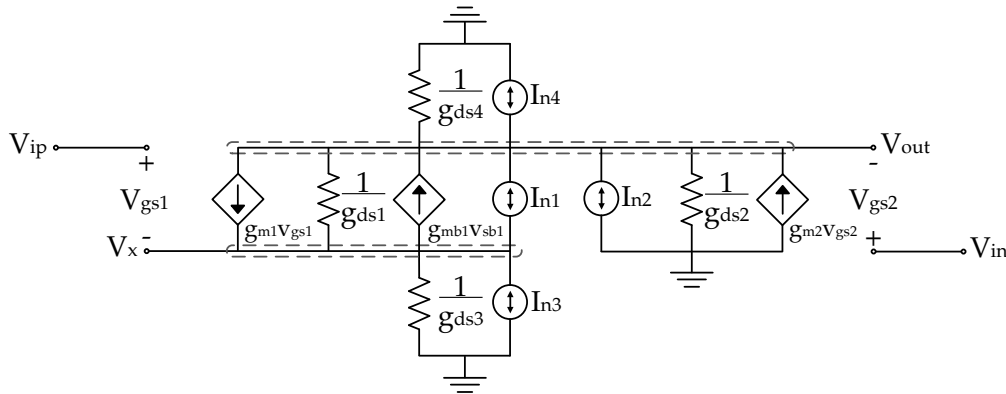 1
gds4
In4
Vip
Vout
+
-
Vgs1
gm1vgs1
1
gds1
gmb1vsb1
In1
In2
1
gds2
gm2vgs2
Vgs2
-
+
Vx
Vin
1
gds3
In3